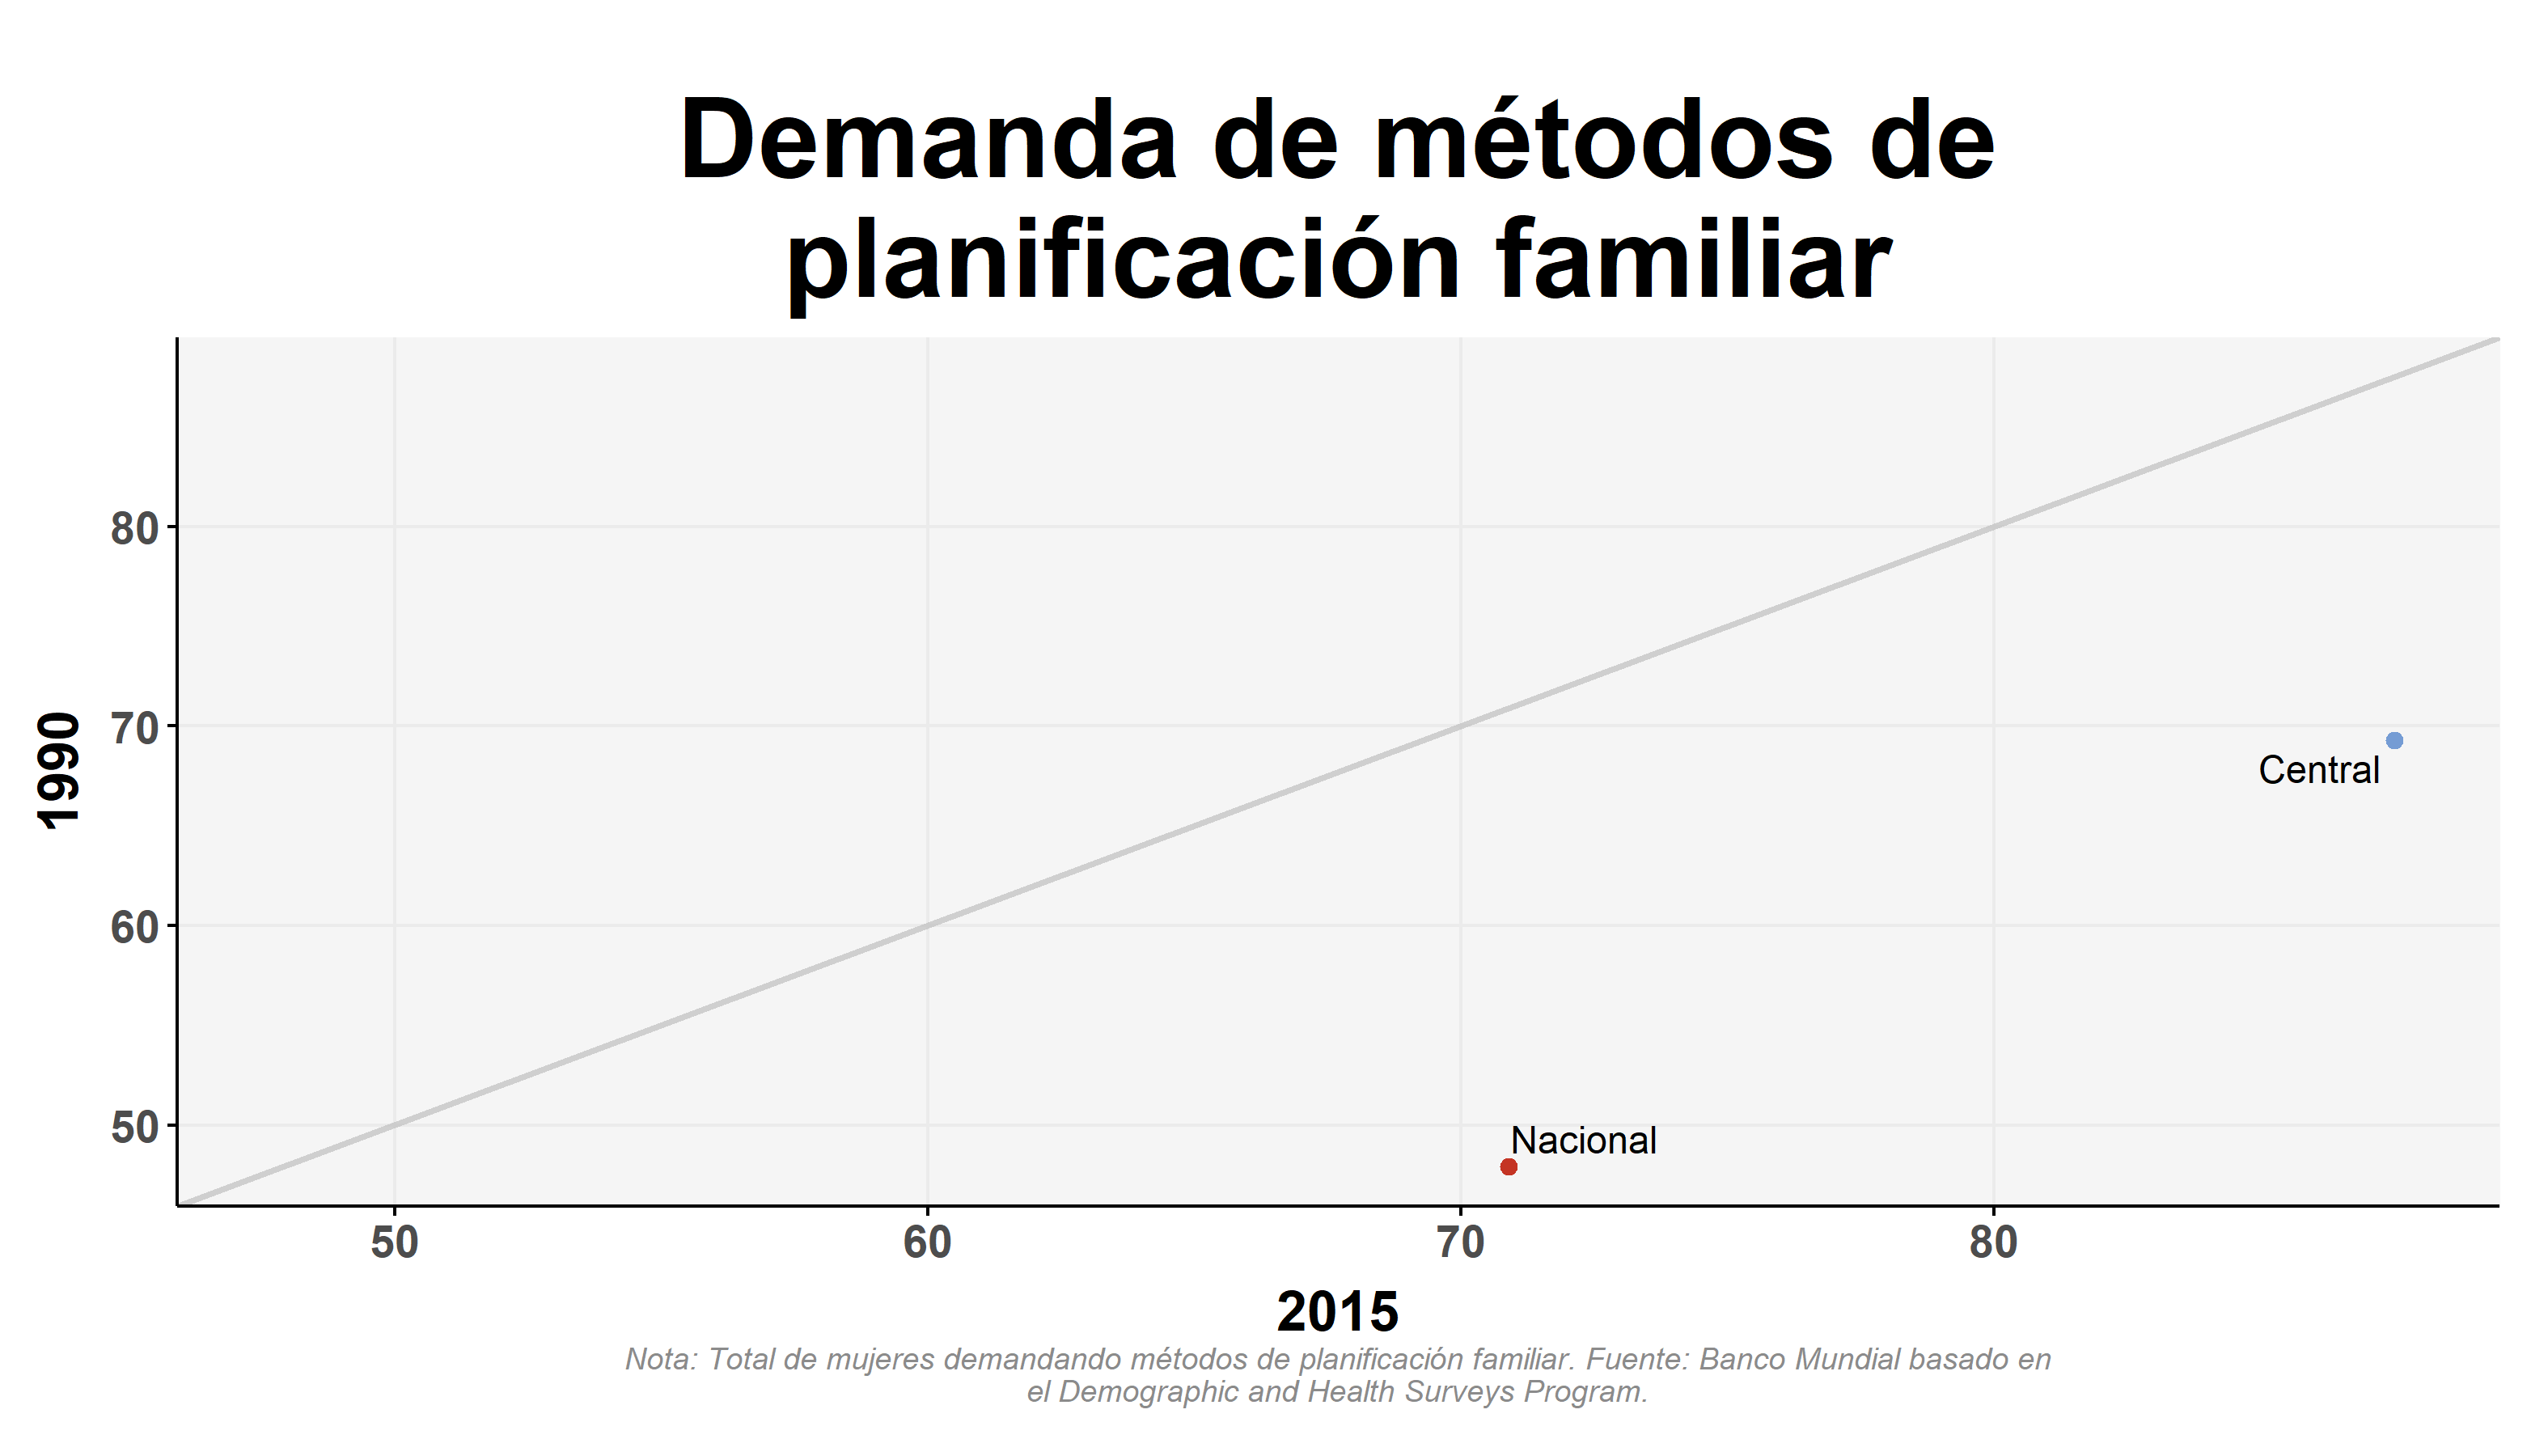 Demanda de métodos de
planificación familiar
1990
80
70
60
50
Central
Nacional
50
60
70
80
2015
Nota: Total de mujeres demandando métodos de planificación familiar. Fuente: Banco Mundial basado en
el Demographic and Health Surveys Program.